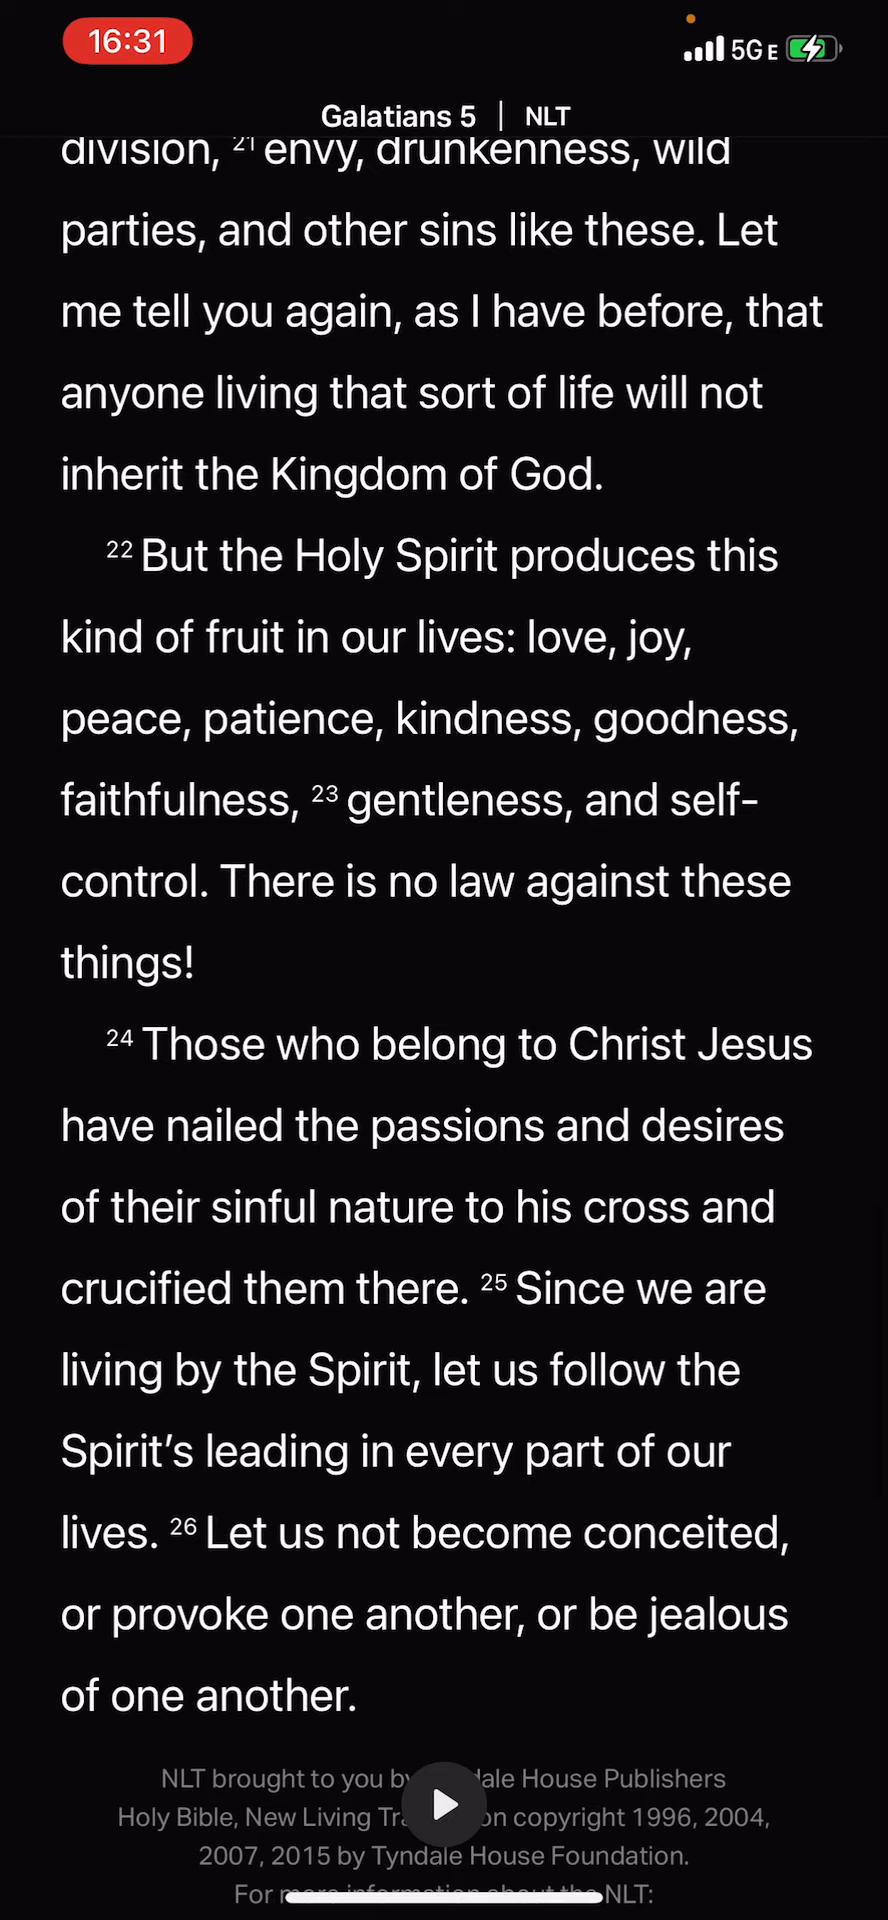 16:31
5G E
Galatians 5 | NLT
division, 21 envy, drunkenness, wild
parties, and other sins like these. Let
me tell you again, as I have before, that
anyone living that sort of life will not
inherit the Kingdom of God.
22 But the Holy Spirit produces this
kind of fruit in our lives: love, joy,
peace, patience, kindness, goodness,
faithfulness, 23 gentleness, and self-
control. There is no law against these
things!
24 Those who belong to Christ Jesus
have nailed the passions and desires
of their sinful nature to his cross and
crucified them there. 25 Since we are
living by the Spirit, let us follow the
Spirit’s leading in every part of our
lives. 26 Let us not become conceited,
or provoke one another, or be jealous
of one another.
NLT brought to you by House Publishers
Holy Bible, New Living copyright 1996, 2004,
2007, 2015 by Tyndale House Foundation.
For more information about the NLT: